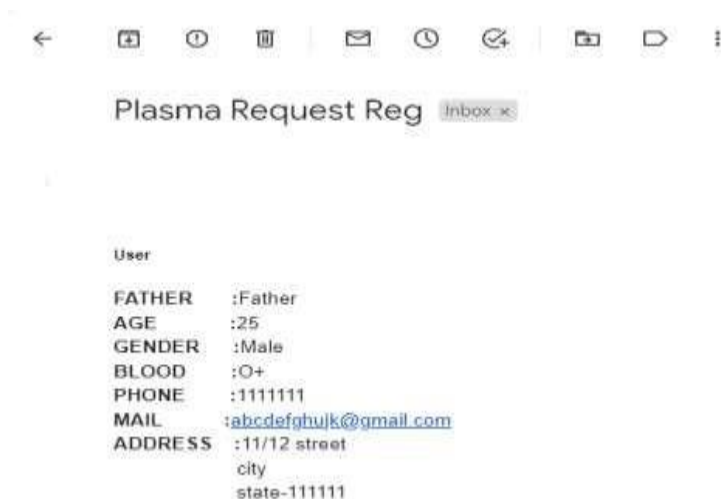 Plasma Request Reg Inbox x
User
FATHER :Father
AGE :25
GENDER :Male
BLOOD :O+
PHONE :1111111
MAIL :abcdefghujk@gmail.com
ADDRESS :11/12 street
city
state-111111